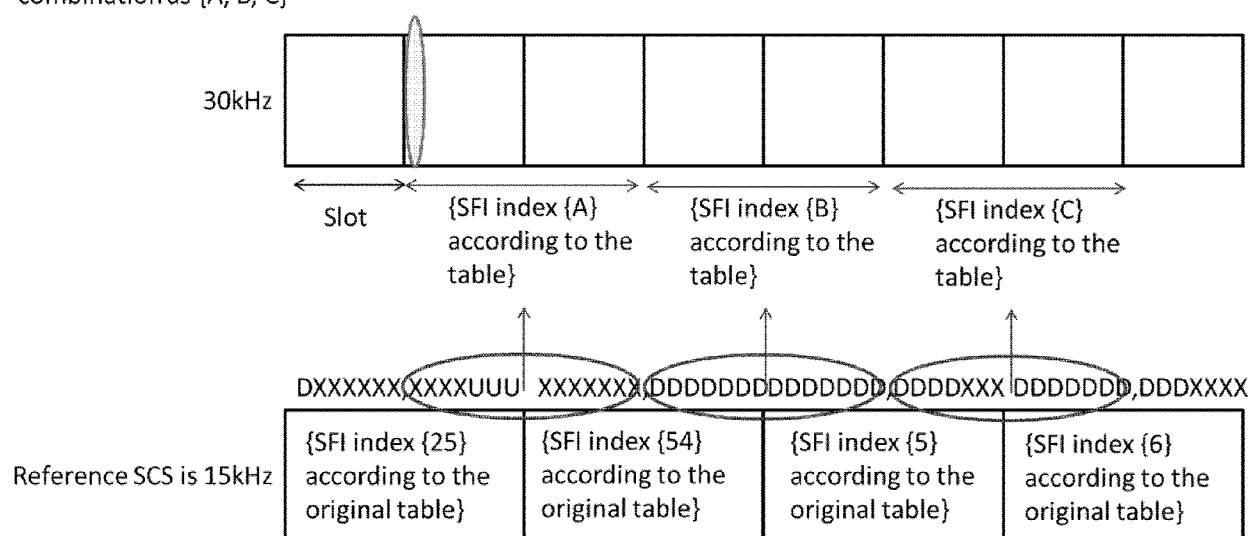 combination as {A, B, C}
30kHz
Slot
{SFI index {A}
according to the
table}
{SFI index {B}
according to the
table}
{SFI index {C}
according to the
table}
DXXXXXX,XXXXUUU XXXXXXX,DDDDDDDDDDDDDD,DDDDXXX DDDDDDD,DDDXXXX
Reference SCS is 15kHz
{SFI index {25}
according to the
original table}
{SFI index {54}
according to the
original table}
{SFI index {5}
according to the
original table}
{SFI index {6}
according to the
original table}